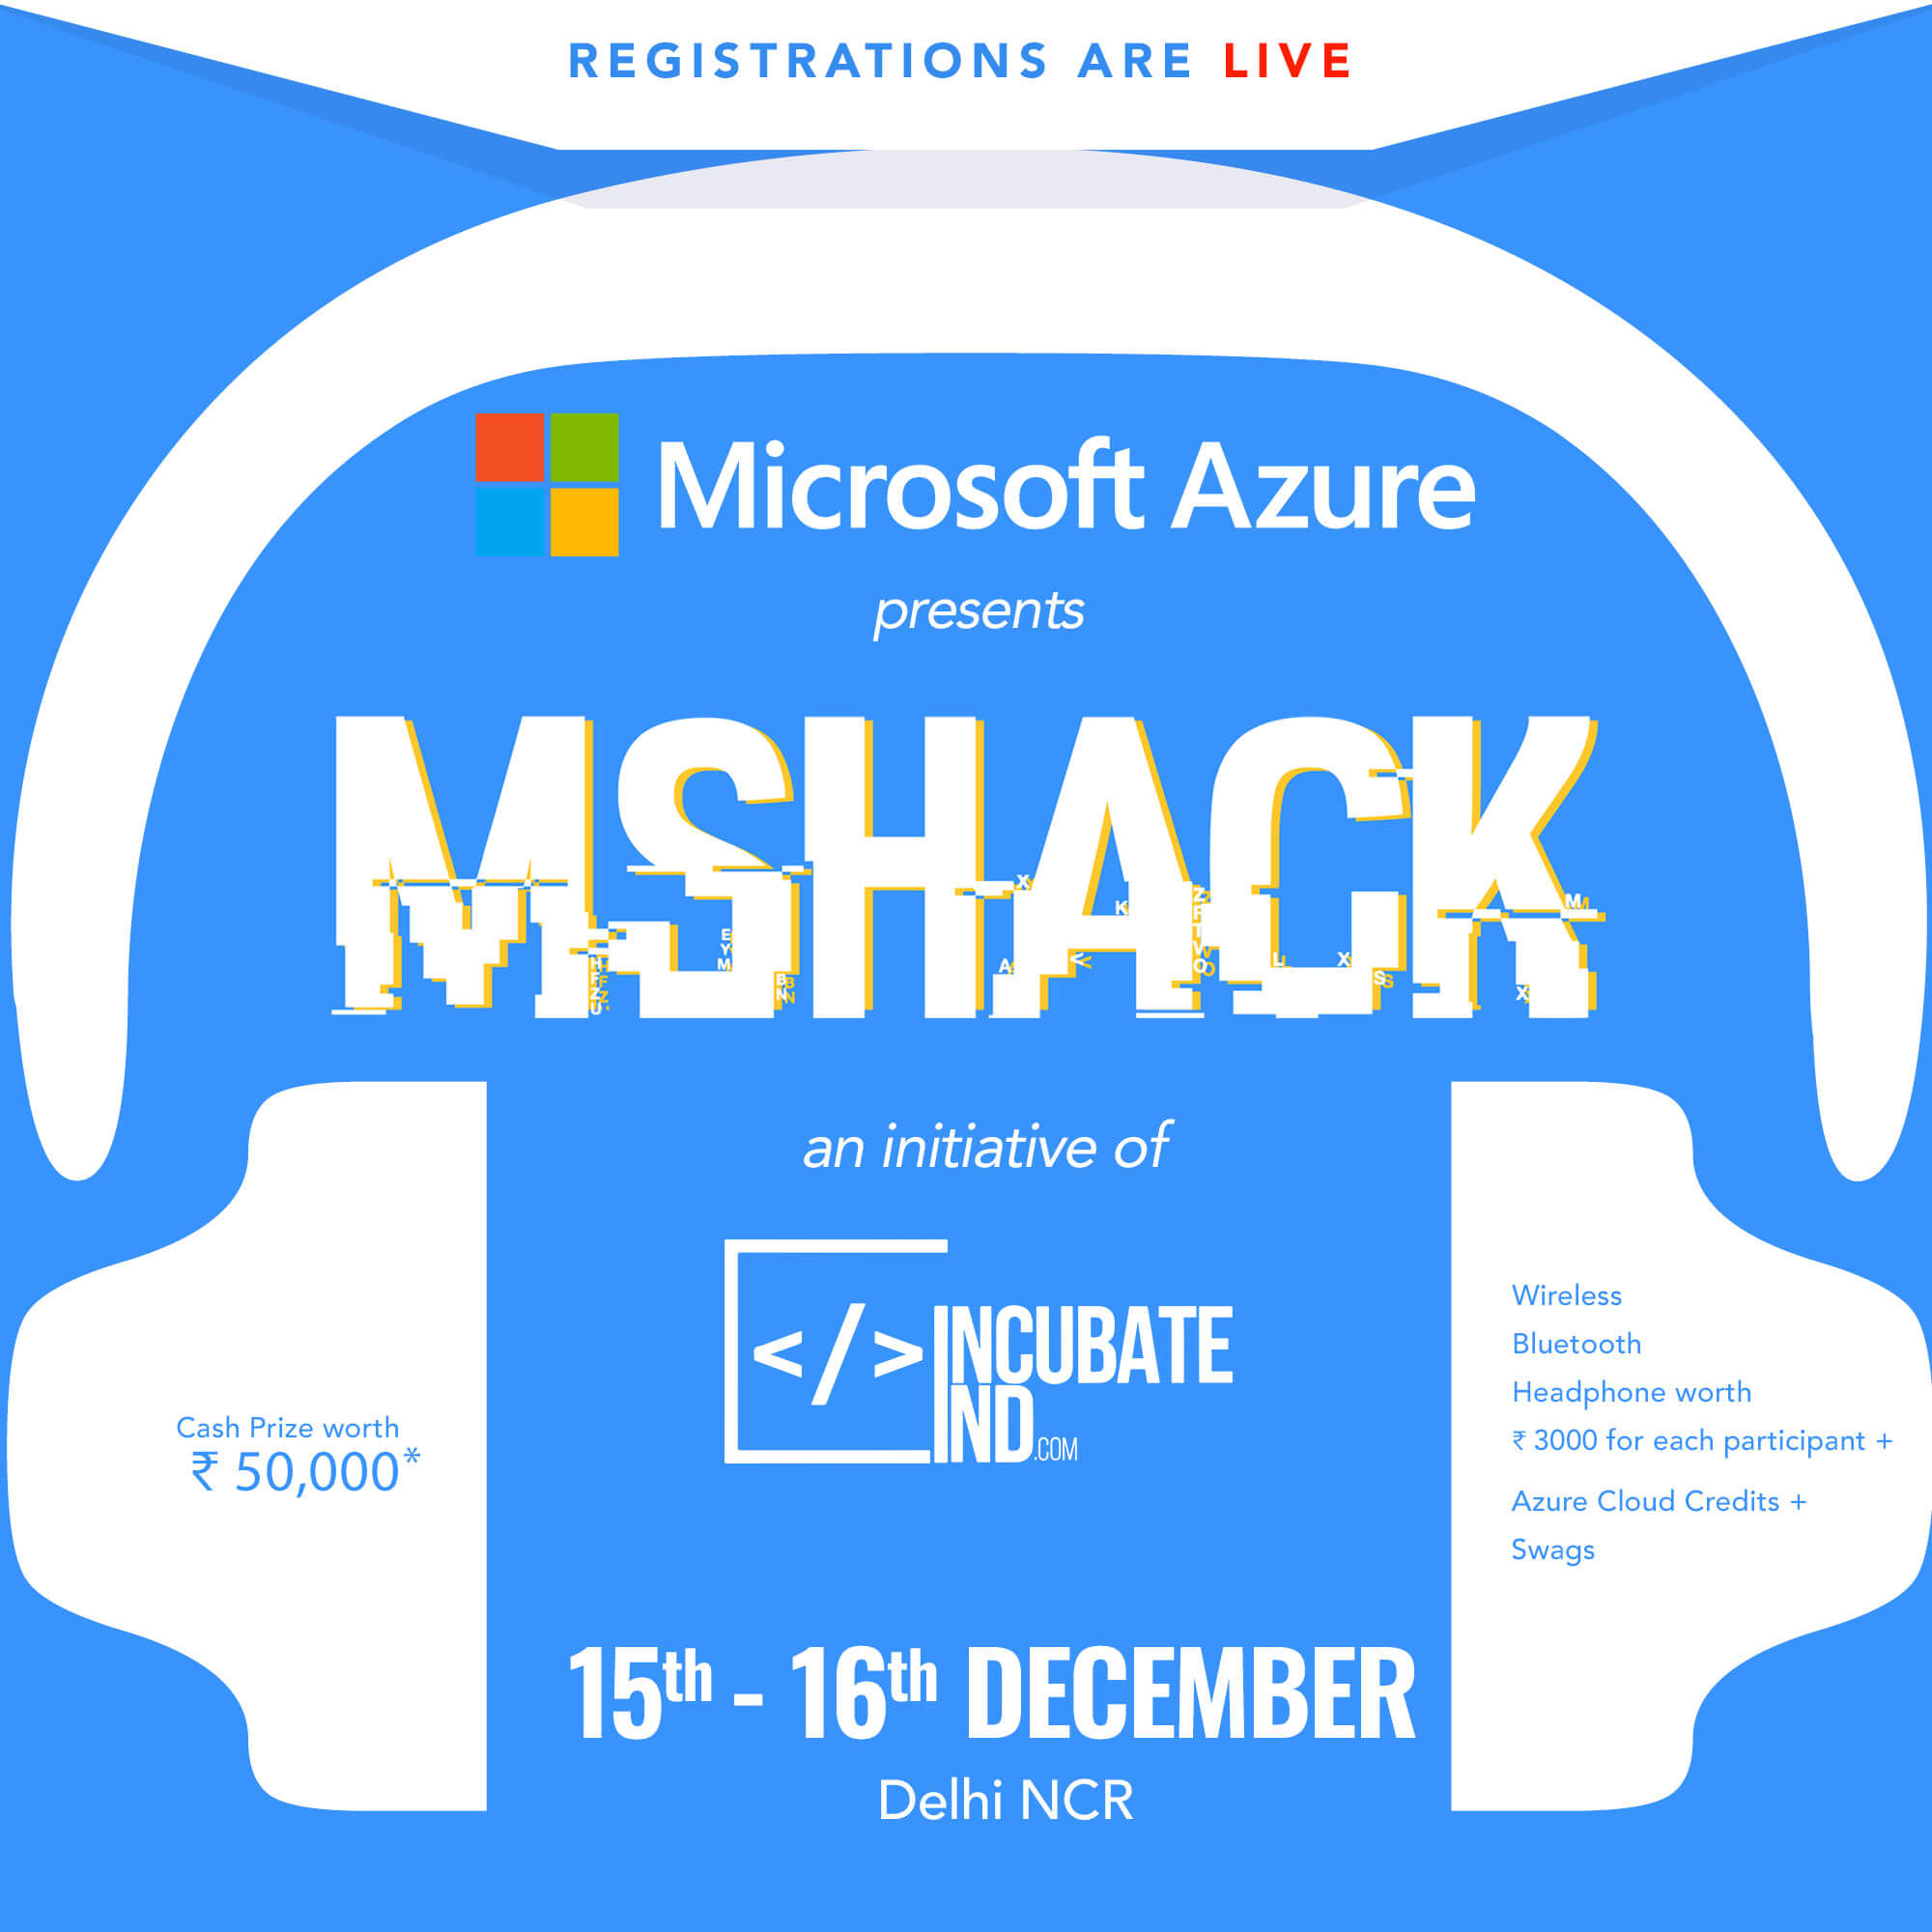 REGISTRATIONS ARE LIVE
Microsoft Azure
presents
MSHACK
an initiative of
</> INCUBATE
IND.COM
Cash Prize worth
₹ 50,000*
Wireless
Bluetooth
Headphone worth
₹ 3000 for each participant +
Azure Cloud Credits +
Swags
15th - 16th DECEMBER
Delhi NCR